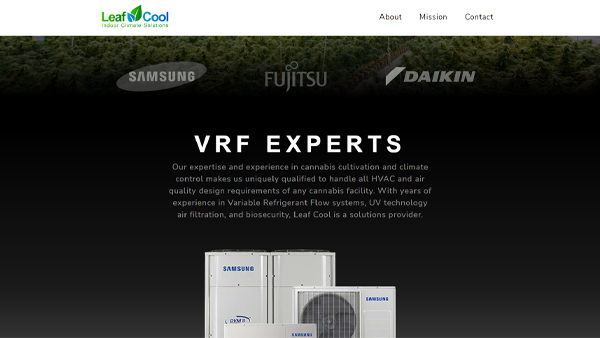 Leaf Cool
Indoor Climate Solutions
About Mission Contact
SAMSUNG FUJITSU DAIKIN
VRF EXPERTS
Our expertise and experience in cannabis cultivation and climate
control makes us uniquely qualified to handle all HVAC and air
quality design requirements of any cannabis facility. With years of
experience in Variable Refrigerant Flow systems, UV technology
air filtration, and biosecurity, Leaf Cool is a solutions provider.
SAMSUNG SAMSUNG
SAMSUNG
SAMSUNG